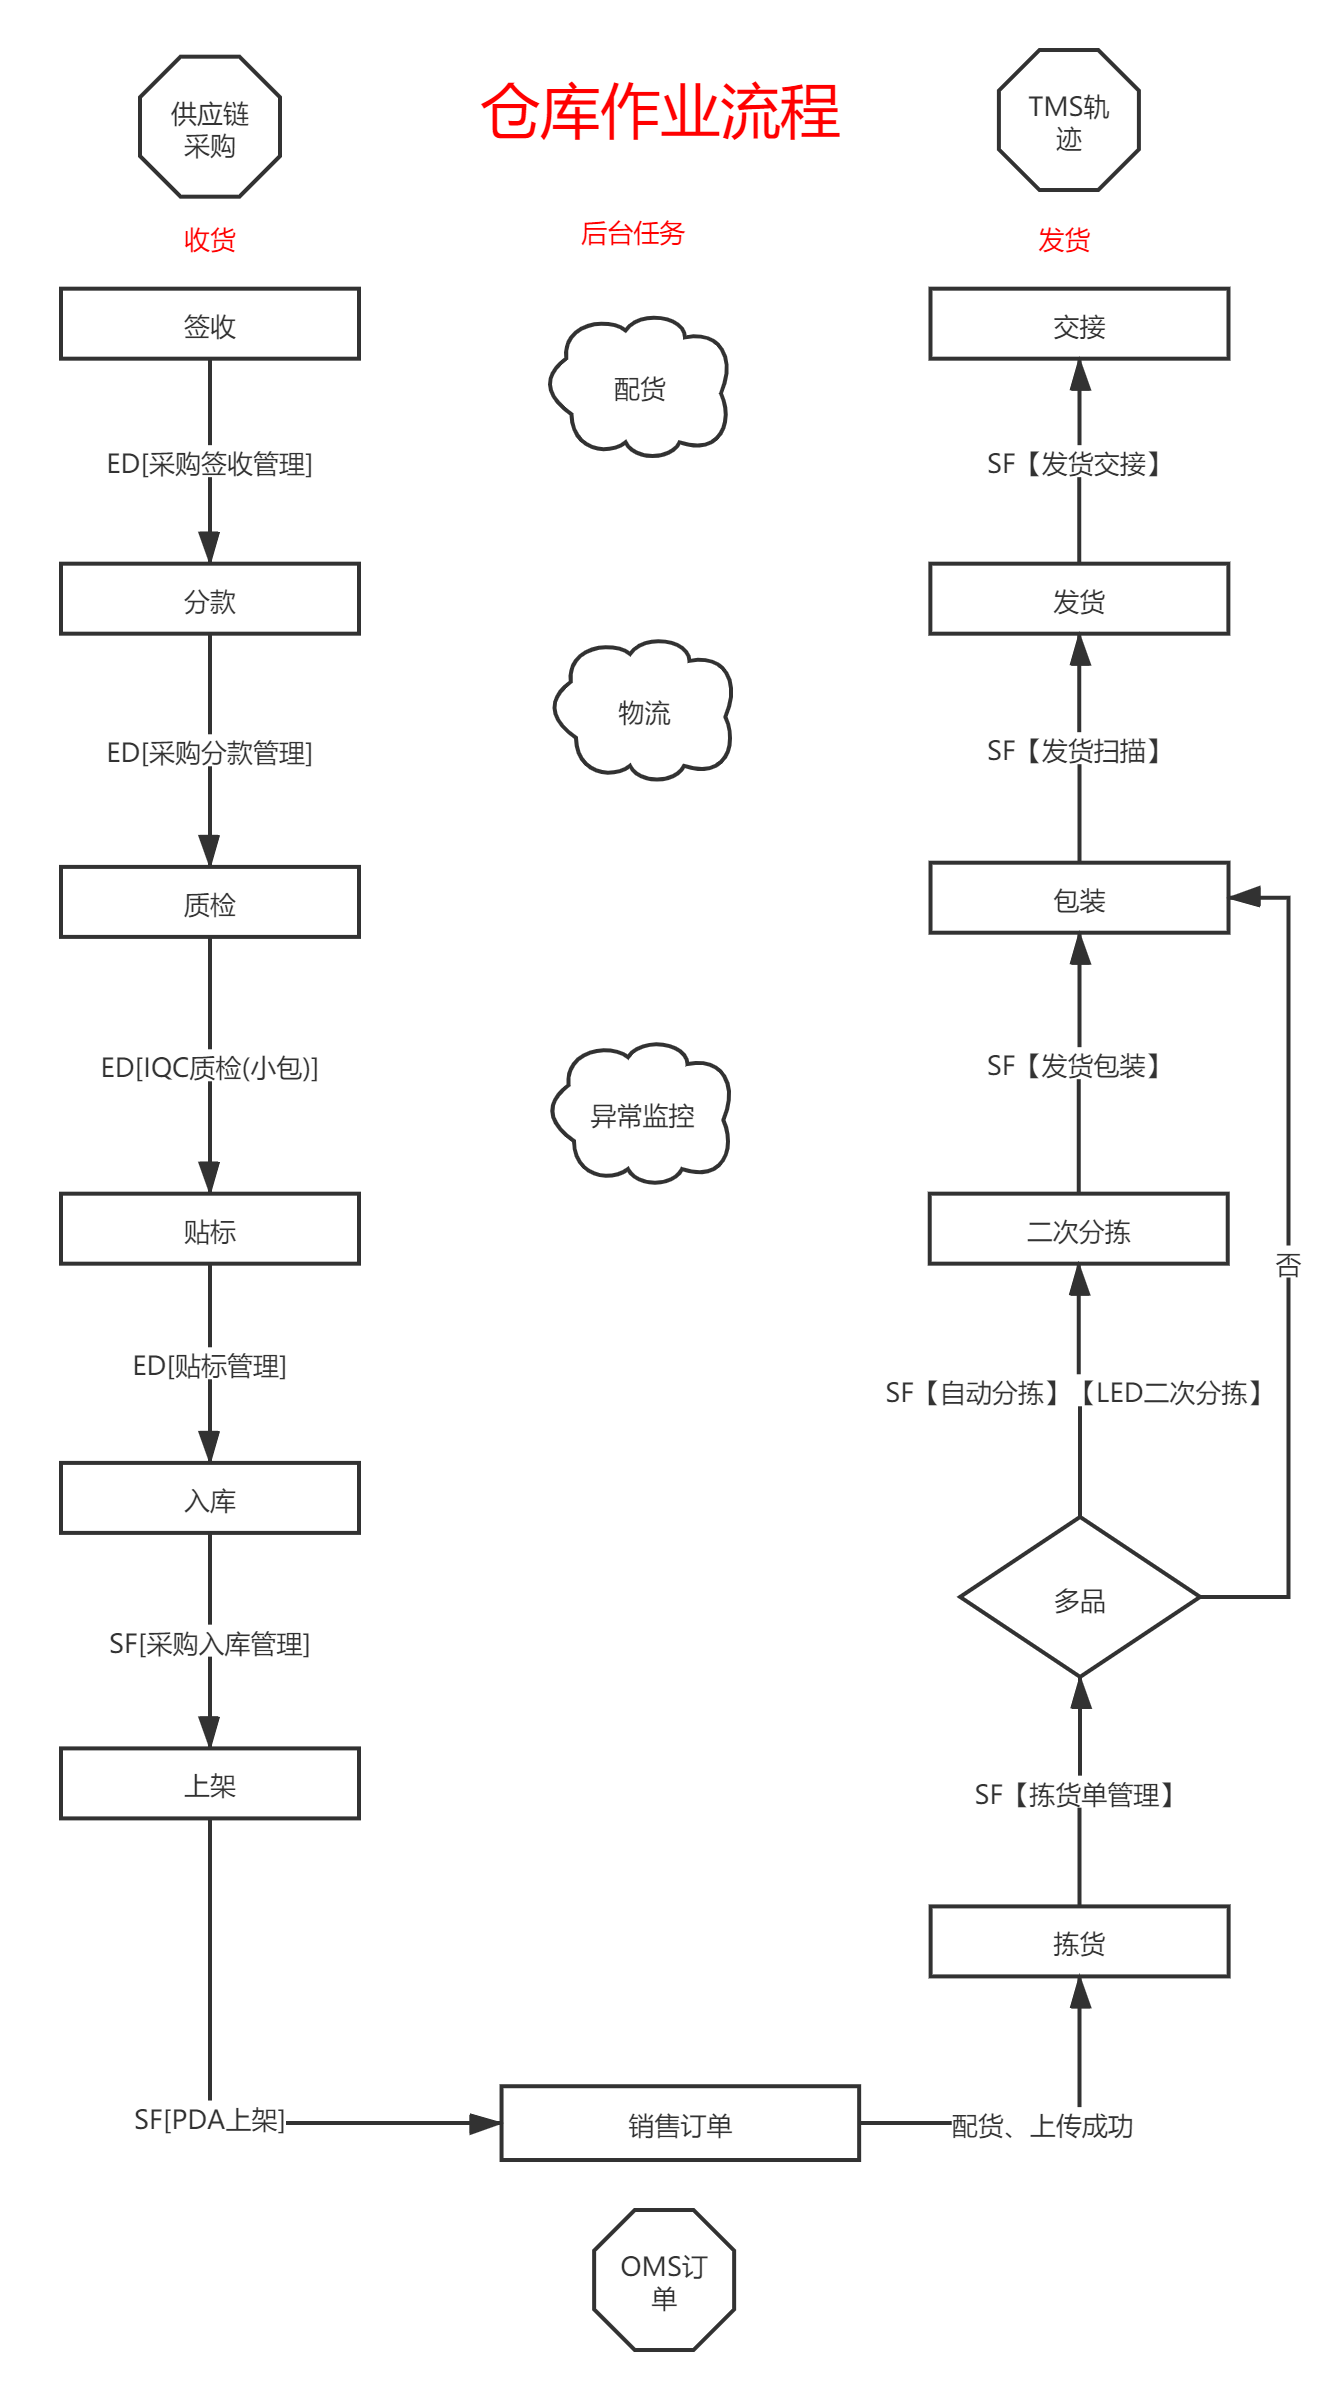 仓库作业流程
供应链
采购
TMS轨
迹
收货
后台任务
发货
签收
ED[采购签收管理]
分款
ED[采购分款管理]
质检
ED[IQC质检(小包)]
贴标
ED[贴标管理]
入库
SF[采购入库管理]
上架
SF[PDA上架]
配货
物流
异常监控
销售订单
OMS订
单
配货、上传成功
交接
SF【发货交接】
发货
SF【发货扫描】
包装
SF【发货包装】
二次分拣
否
SF【自动分拣】【LED二次分拣】
多品
SF【拣货单管理】
拣货